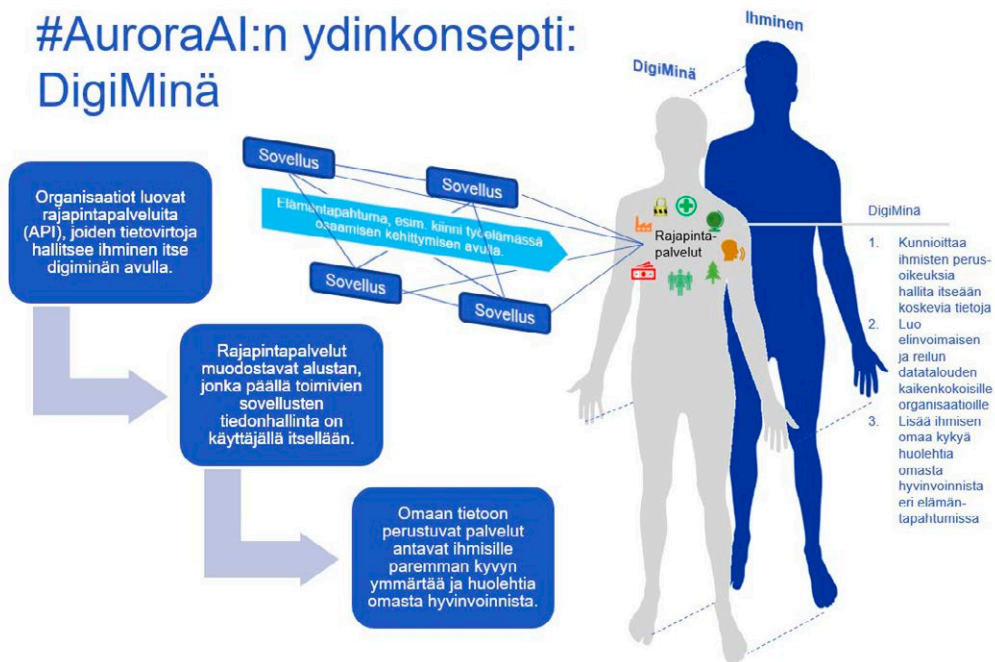 #AuroraAI:n ydinkonsepti:
DigiMinä
Organisaatiot luovat
rajapintapalveluita
(API), joiden tietovirtoja
hallitsee ihminen itse
digiminän avulla.
Rajapintapalvelut
muodostavat alustan,
jonka päällä toimivien
sovellusten
tiedonhallinta on
käyttäjällä itsellään.
Omaan tietoon
perustuvat palvelut
antavat ihmisille
paremman kyvyn
ymmärtää ja huolehtia
omasta hyvinvoinnista.
Sovellus
Sovellus
Elämäntapahtuma, esim. kiinni työelämässä
osaamisen kehittymisen avulla.
Sovellus
Sovellus
DigiMinä
Ihminen
Rajapinta-
palvelut
DigiMinä
1. Kunnioittaa
ihmisten perus-
oikeuksia
hallita itseään
koskevia tietoja
2. Luo
elinvoimaisen
ja reilun
datatalouden
kaikenkokoisille
organisaatioille
3. Lisää ihmisen
omaa kykyä
huolehtia
omasta
hyvinvoinnista
eri elämän-
tapahtumissa